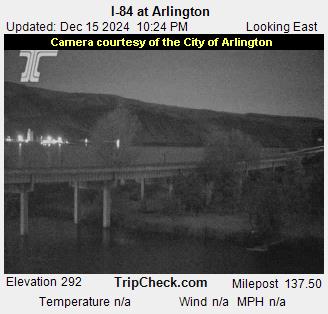 I-84 at Arlington
Updated: Dec 15 2024 10:24 PM Looking East
Camera courtesy of the City of Arlington
Elevation 292 TripCheck.com Milepost 137.50
Temperature n/a Wind n/a MPH n/a